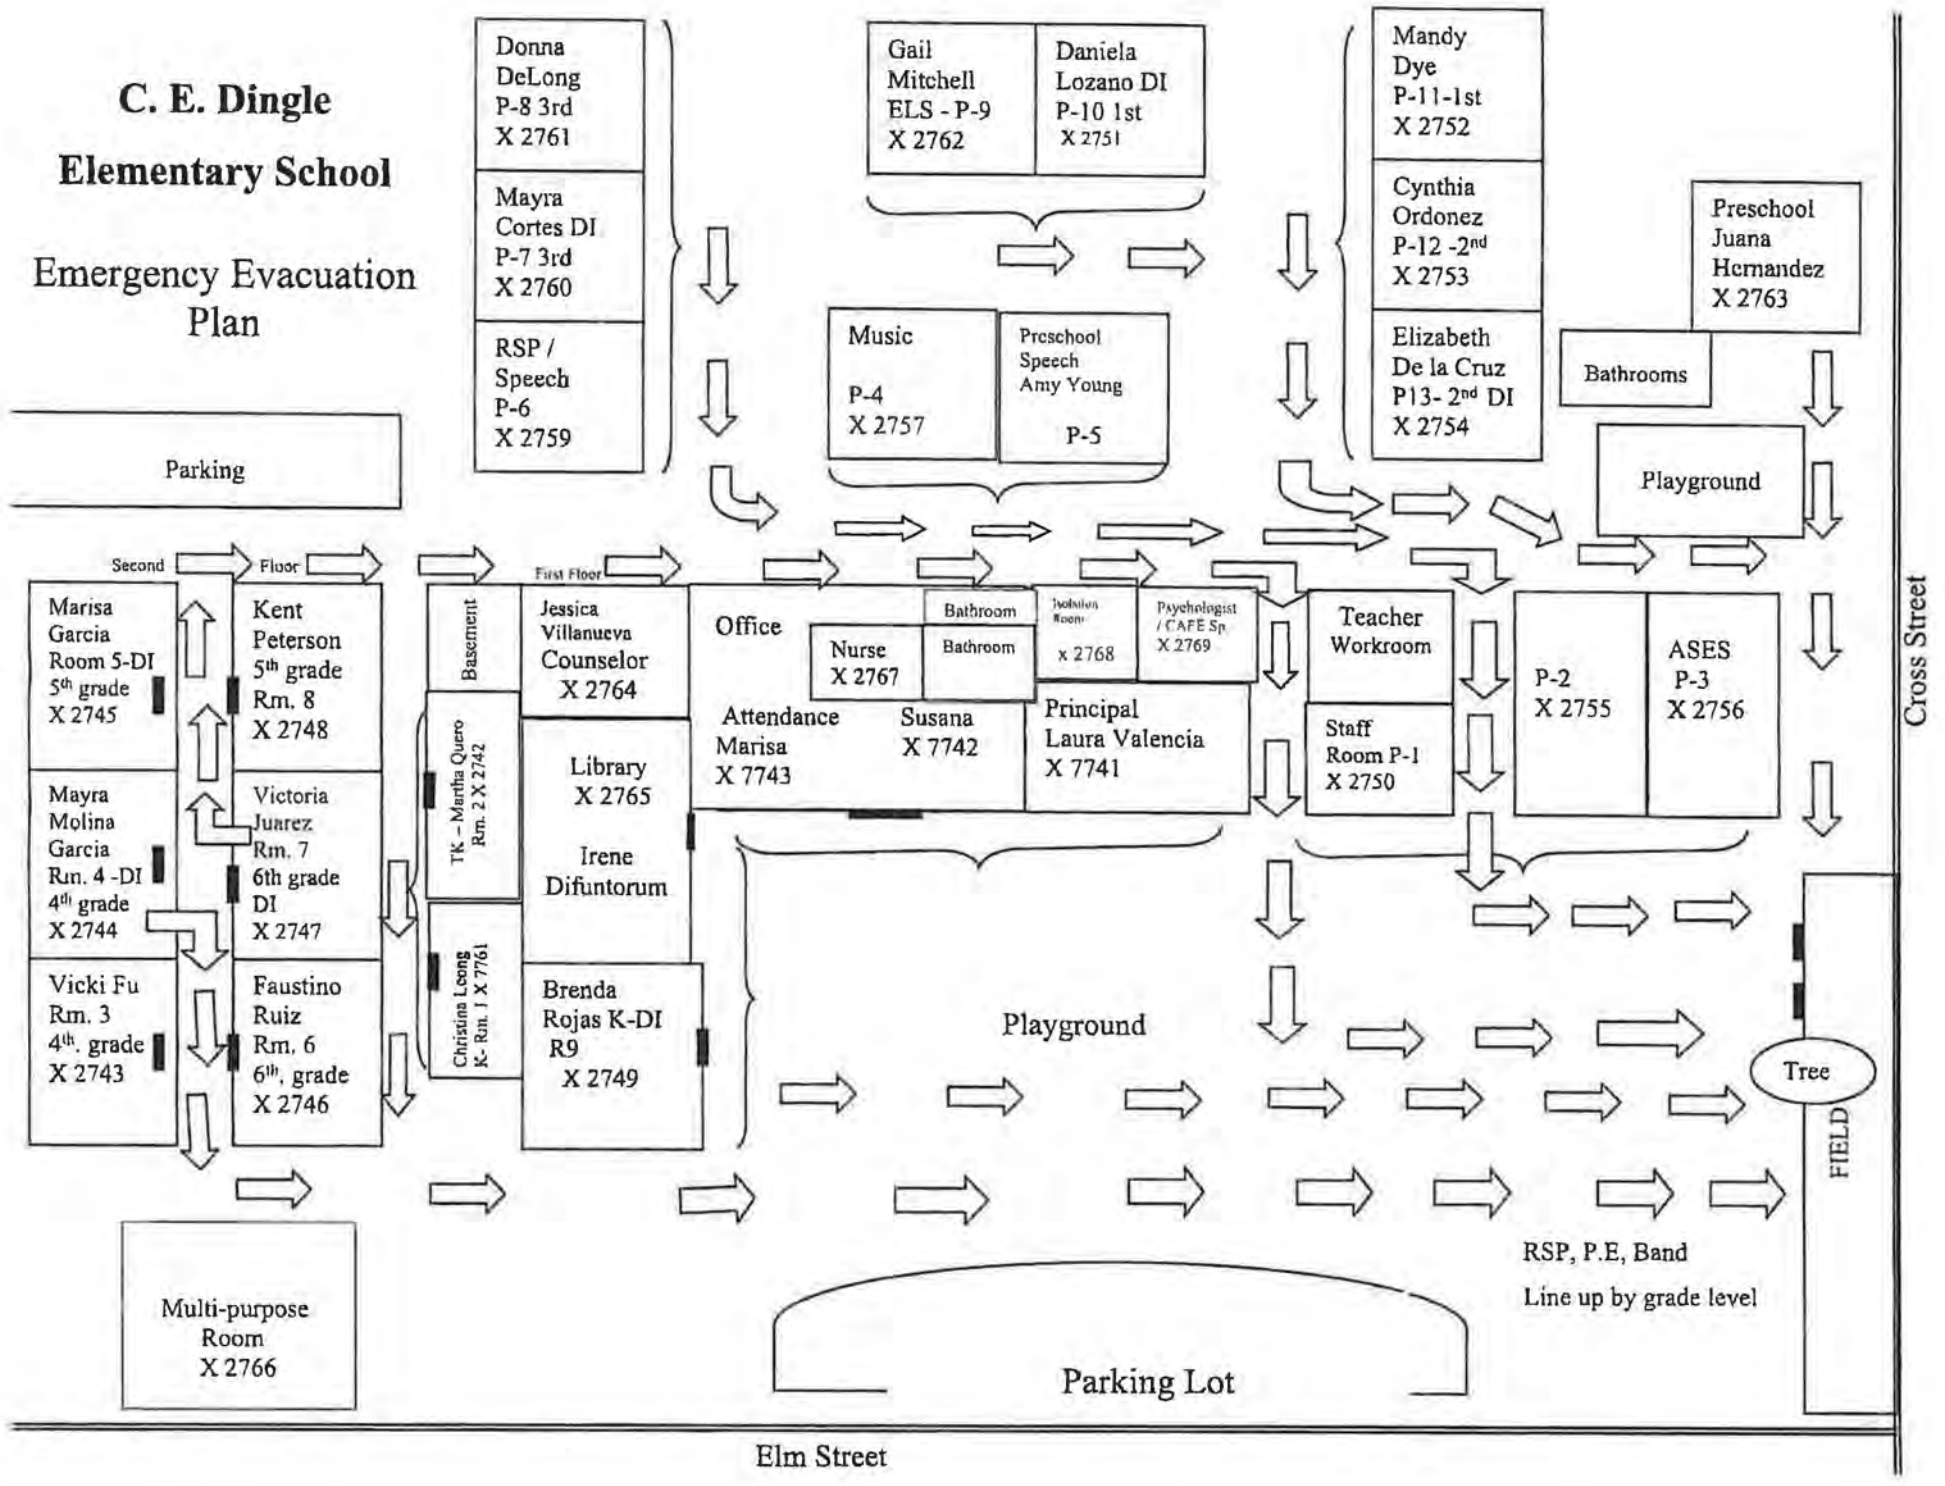 C. E. Dingle
Elementary School
Emergency Evacuation
Plan
Donna
DeLong
P-8 3rd
X 2761
Mayra
Cortes DI
P-7 3rd
X 2760
RSP /
Speech
P-6
X 2759
Gail
Mitchell
ELS - P-9
X 2762
Daniela
Lozano DI
P-10 1st
X 2751
Mandy
Dye
P-11-1st
X 2752
Cynthia
Ordonez
P-12 -2nd
X 2753
Elizabeth
De la Cruz
P13- 2nd DI
X 2754
Preschool
Juana
Hernandez
X 2763
Bathrooms
Playground
Music
P-4
X 2757
Preschool
Speech
Amy Young
P-5
Parking
Second
Floor
First Floor
Marisa
Garcia
Room 5-DI
5th grade
X 2745
Kent
Peterson
5th grade
Rm. 8
X 2748
Mayra
Molina
Garcia
Rm. 4 -DI
4th grade
X 2744
Victoria
Juarez
Rm. 7
6th grade
DI
X 2747
Vicki Fu
Rm. 3
4th. grade
X 2743
Faustino
Ruiz
Rm. 6
6th. grade
X 2746
Basement
TK – Martha Quero
Rm. 2 X 2742
Christina Leong
K- Rm. 1 X 7761
Jessica
Villanueva
Counselor
X 2764
Library
X 2765
Irene
Difuntorum
Brenda
Rojas K-DI
R9
X 2749
Office
Nurse
X 2767
Bathroom
Bathroom
Isolation
Room
x 2768
Psychologist
/ CAFE Sp.
X 2769
Attendance
Marisa
X 7743
Susana
X 7742
Principal
Laura Valencia
X 7741
Teacher
Workroom
Staff
Room P-1
X 2750
P-2
X 2755
ASES
P-3
X 2756
Cross Street
Playground
Tree
FIELD
RSP, P.E, Band
Line up by grade level
Multi-purpose
Room
X 2766
Parking Lot
Elm Street